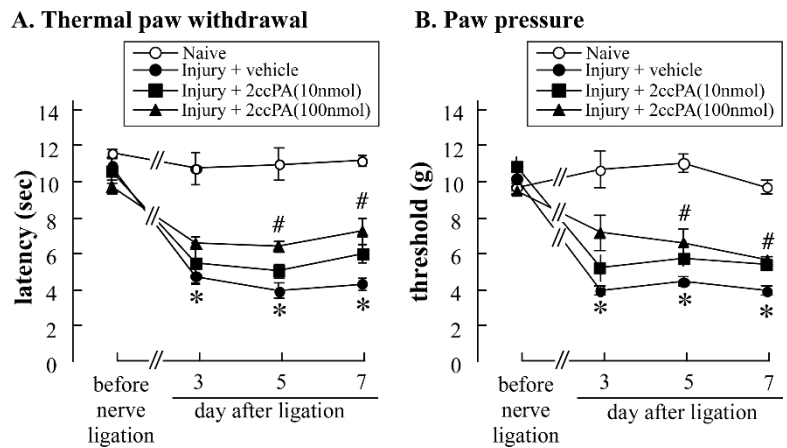 A. Thermal paw withdrawal
Naive
Injury + vehicle
Injury + 2ccPA(10nmol)
Injury + 2ccPA(100nmol)
latency (sec)
14
12
10
8
6
4
2
0
#
#
*
*
*
before
nerve
ligation
3
5
7
day after ligation
B. Paw pressure
Naive
Injury + vehicle
Injury + 2ccPA(10nmol)
Injury + 2ccPA(100nmol)
threshold (g)
14
12
10
8
6
4
2
0
#
#
*
*
*
before
nerve
ligation
3
5
7
day after ligation